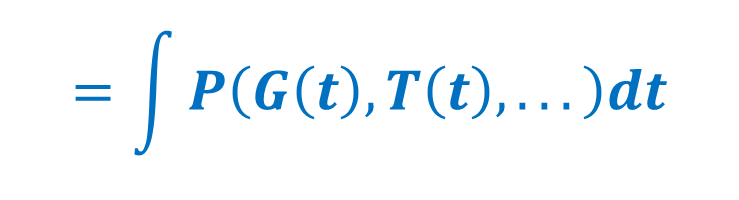 = ∫ P(G(t),T(t),...)dt